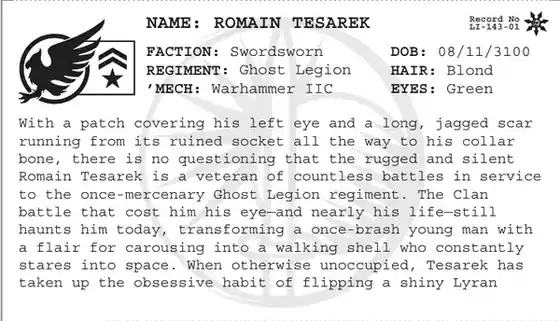 NAME: ROMAIN TESAREK
Record No
LI-143-01
FACTION: Swordsworn
DOB: 08/11/3100
REGIMENT: Ghost Legion
HAIR: Blond
’MECH: Warhammer IIC
EYES: Green
With a patch covering his left eye and a long, jagged scar
running from its ruined socket all the way to his collar
bone, there is no questioning that the rugged and silent
Romain Tesarek is a veteran of countless battles in service
to the once-mercenary Ghost Legion regiment. The Clan
battle that cost him his eye—and nearly his life—still
haunts him today, transforming a once-brash young man with
a flair for carousing into a walking shell who constantly
stares into space. When otherwise unoccupied, Tesarek has
taken up the obsessive habit of flipping a shiny Lyran